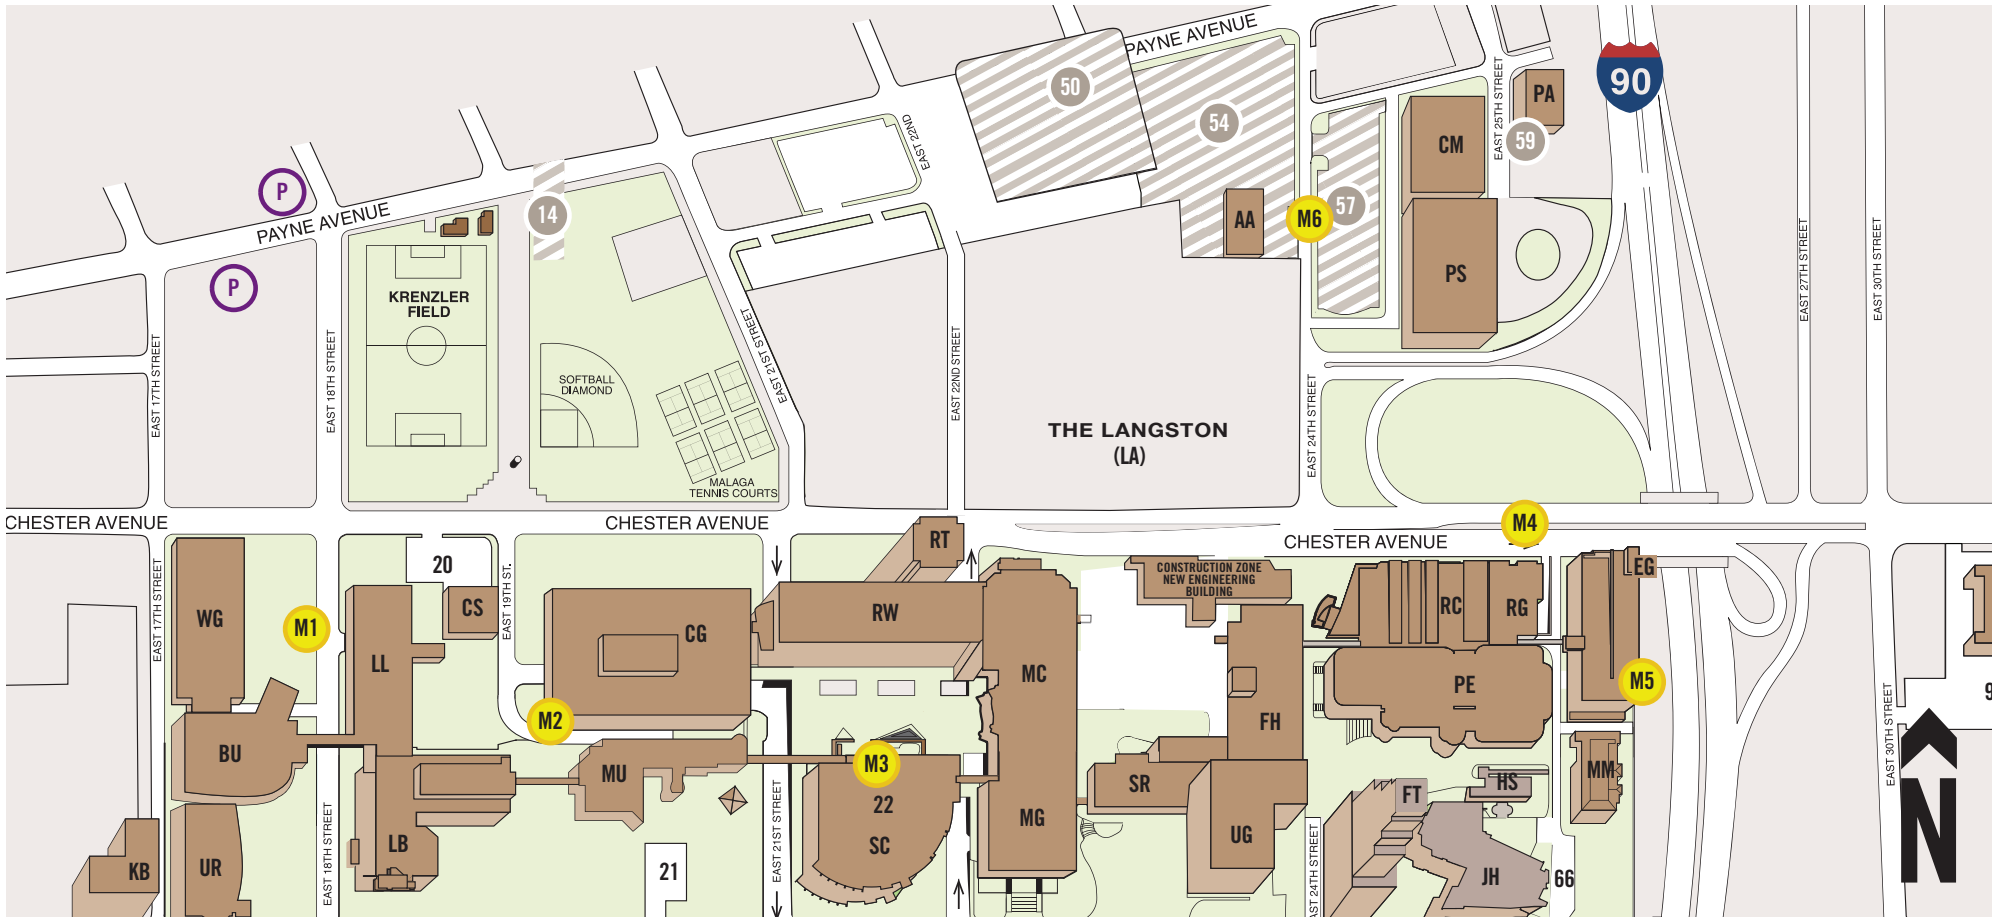 PAYNE AVENUE
50
54
EAST 25TH STREET
PA
90
59
CM
EAST 22ND
14
P
PAYNE AVENUE
57
M6
AA
P
KRENZLER
FIELD
PS
EAST 17TH STREET
EAST 18TH STREET
SOFTBALL
DIAMOND
EAST 21ST STREET
EAST 22ND STREET
EAST 24TH STREET
EAST 27TH STREET
EAST 30TH STREET
THE LANGSTON
(LA)
MALAGA
TENNIS COURTS
CHESTER AVENUE
CHESTER AVENUE
CHESTER AVENUE
M4
RT
20
CONSTRUCTION ZONE
NEW ENGINEERING
BUILDING
EG
EAST 17TH STREET
WG
M1
CS
EAST 19TH ST.
CG
RW
RC
RG
LL
MC
PE
M5
9
M2
FH
BU
MU
M3
EAST 30TH STREET
SR
HS
MM
FT
22
MG
UG
SC
LB
EAST 18TH STREET
EAST 21ST STREET
EAST 24TH STREET
KB
UR
21
JH
66
N